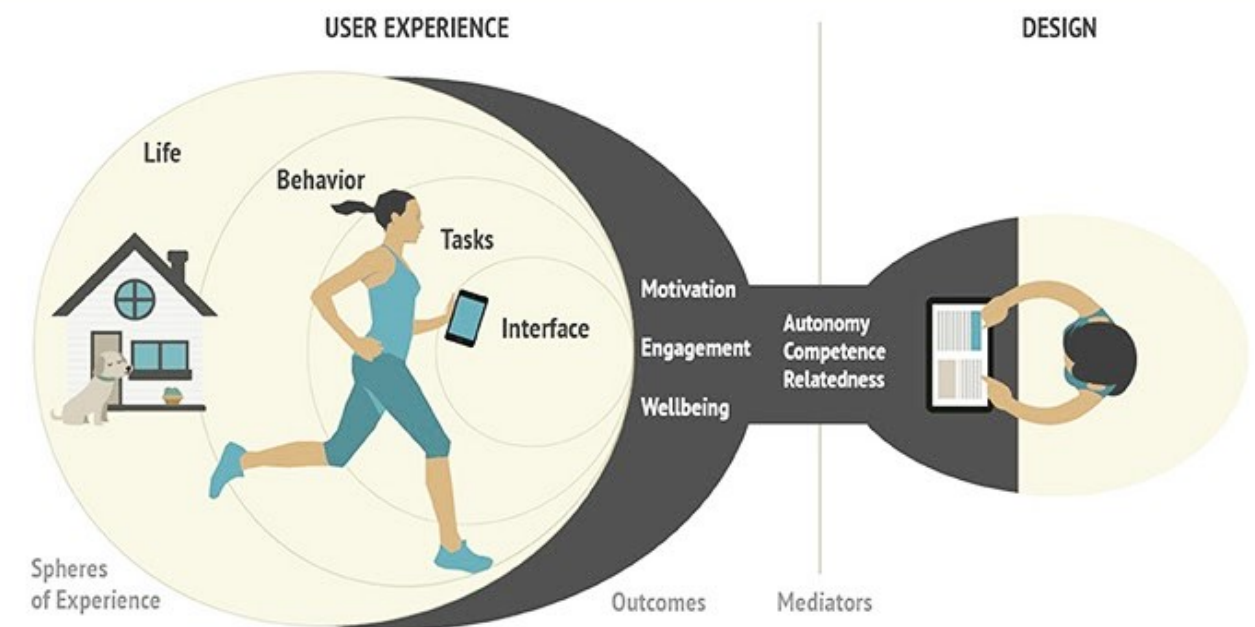 USER EXPERIENCE
DESIGN
Life
Behavior
Tasks
Interface
Motivation
Engagement
Wellbeing
Autonomy
Competence
Relatedness
Spheres
of Experience
Outcomes
Mediators